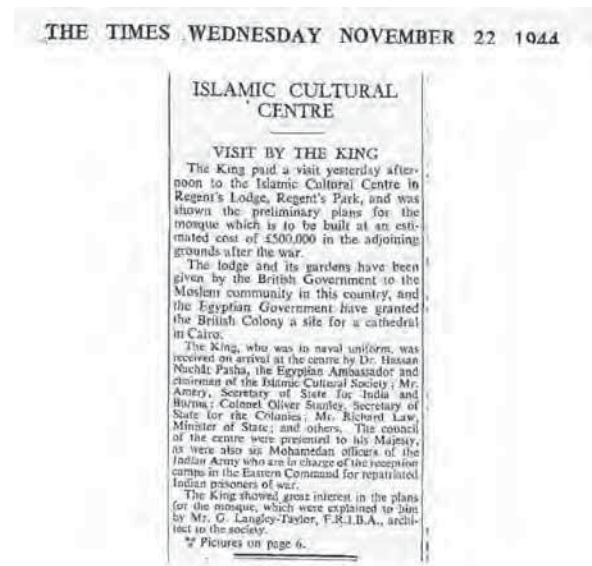 THE TIMES WEDNESDAY NOVEMBER 22 1944
ISLAMIC CULTURAL
CENTRE
VISIT BY THE KING
The King paid a visit yesterday after-
noon to the Islamic Cultural Centre in
Regent's Lodge, Regent's Park, and was
shown the preliminary plans for the
mosque which is to be built at an esti-
mated cost of £500,000 in the adjoining
grounds after the war.
The lodge and its gardens have been
given by the British Government to the
Moslem community in this country, and
the Egyptian Government have granted
the British Colony a site for a cathedral
in Cairo.
The King, who was in naval uniform, was
received on arrival at the centre by Dr. Hassan
Nachât Pasha, the Egyptian Ambassador and
chairman of the Islamic Cultural Society; Mr.
Amery, Secretary of State for India and
Burma; Colonel Oliver Stanley, Secretary of
State for the Colonies; Mr. Richard Law,
Minister of State; and others. The council
of the centre were presented to his Majesty,
as were also six Mohamedan officers of the
Indian Army who are in charge of the reception
camps in the Eastern Command for repatriated
Indian prisoners of war.
The King showed great interest in the plans
for the mosque, which were explained to him
by Mr. G. Langley-Taylor, F.R.I.B.A., archi-
tect to the society.
Pictures on page 6.